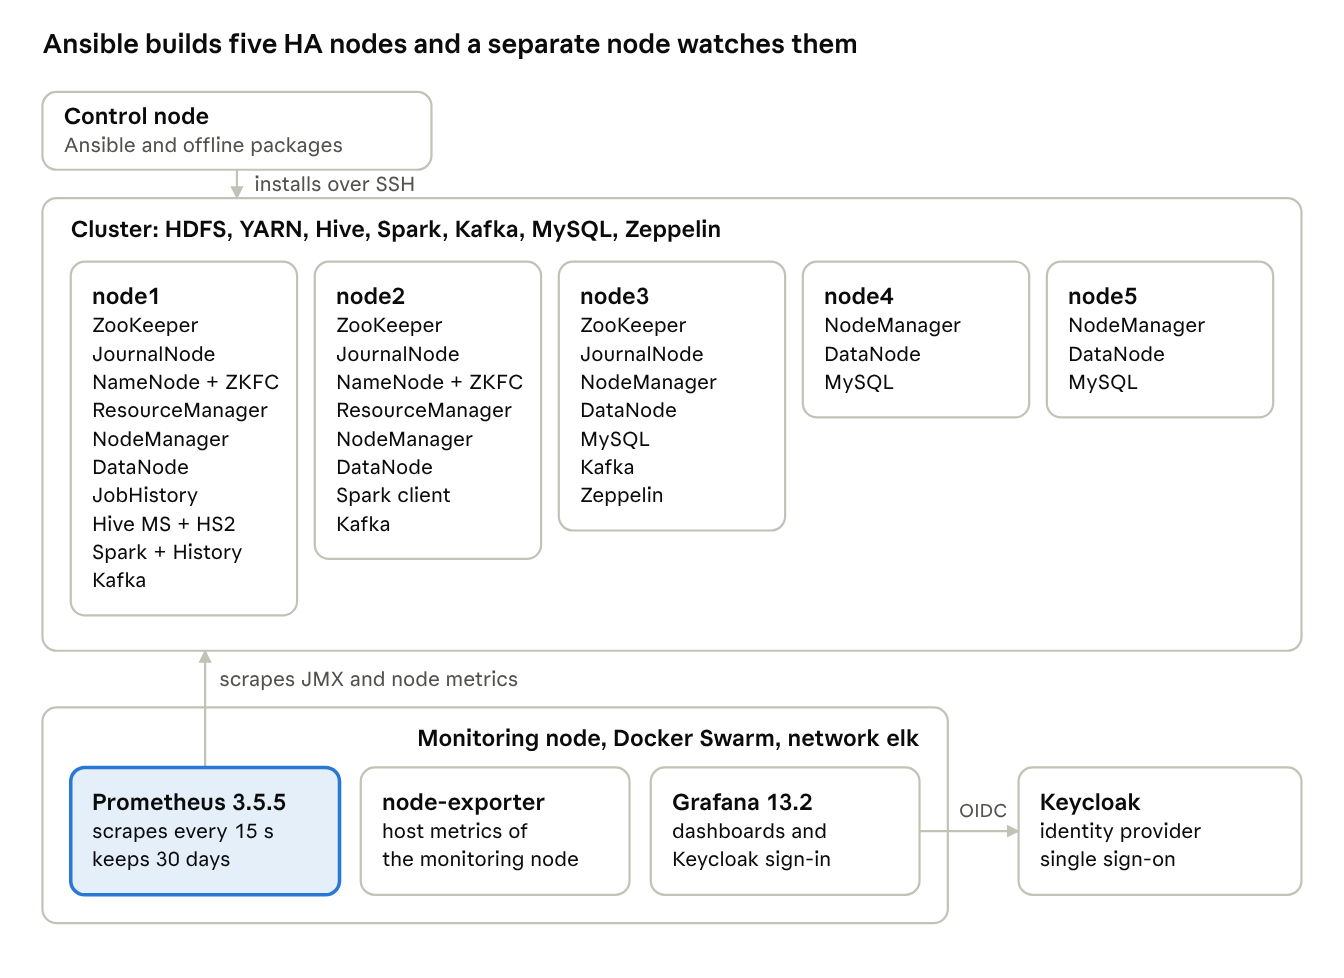 Ansible builds five HA nodes and a separate node watches them
Control node
Ansible and offline packages
installs over SSH
Cluster: HDFS, YARN, Hive, Spark, Kafka, MySQL, Zeppelin
node1
ZooKeeper
JournalNode
NameNode + ZKFC
ResourceManager
NodeManager
DataNode
JobHistory
Hive MS + HS2
Spark + History
Kafka
node2
ZooKeeper
JournalNode
NameNode + ZKFC
ResourceManager
NodeManager
DataNode
Spark client
Kafka
node3
ZooKeeper
JournalNode
NodeManager
DataNode
MySQL
Kafka
Zeppelin
node4
NodeManager
DataNode
MySQL
node5
NodeManager
DataNode
MySQL
scrapes JMX and node metrics
Monitoring node, Docker Swarm, network elk
Prometheus 3.5.5
scrapes every 15 s
keeps 30 days
node-exporter
host metrics of
the monitoring node
Grafana 13.2
dashboards and
Keycloak sign-in
OIDC
Keycloak
identity provider
single sign-on